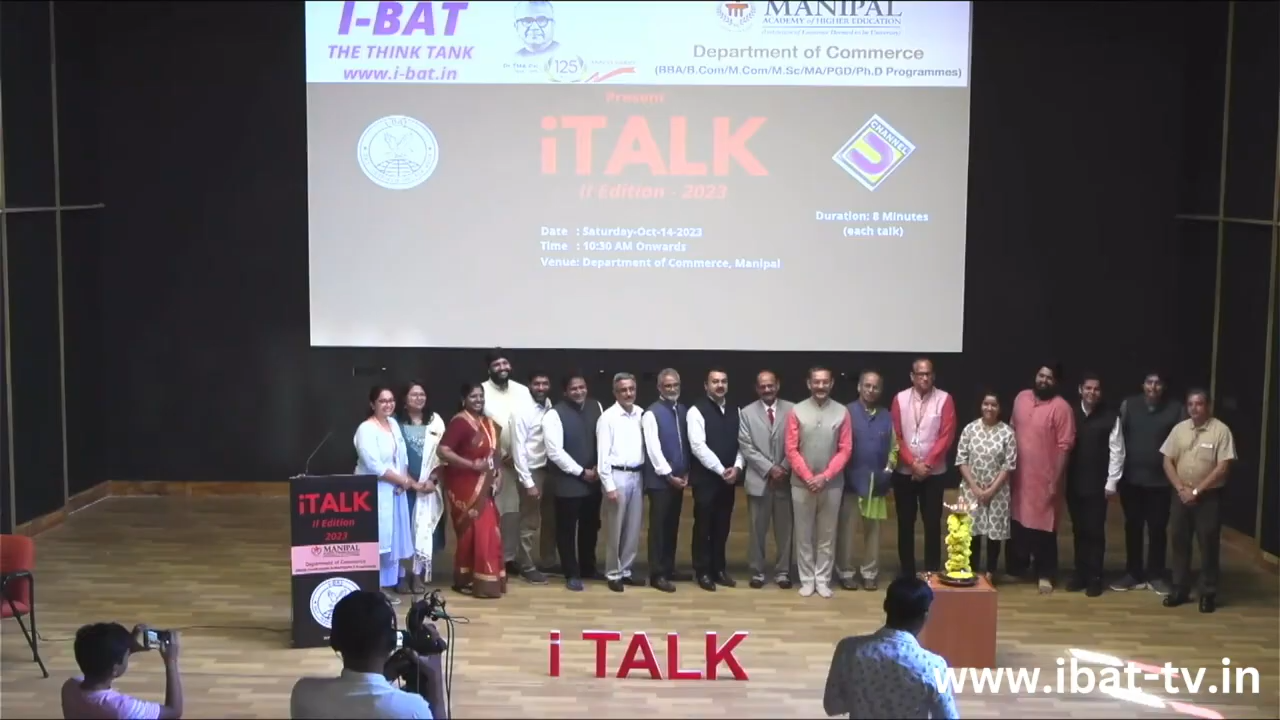 I-BAT
THE THINK TANK
www.i-bat.in
125
MANIPAL
ACADEMY of HIGHER EDUCATION
Department of Commerce
(BBA/B.Com/M.Com/M.Sc/MA/PGD/Ph.D Programmes)
Present
iTALK
II Edition - 2023
CHANNEL
U
Duration: 8 Minutes
(each talk)
Date : Saturday-Oct-14-2023
Time : 10:30 AM Onwards
Venue: Department of Commerce, Manipal
iTALK
II Edition
2023
MANIPAL
Department of Commerce
i TALK
www.ibat-tv.in